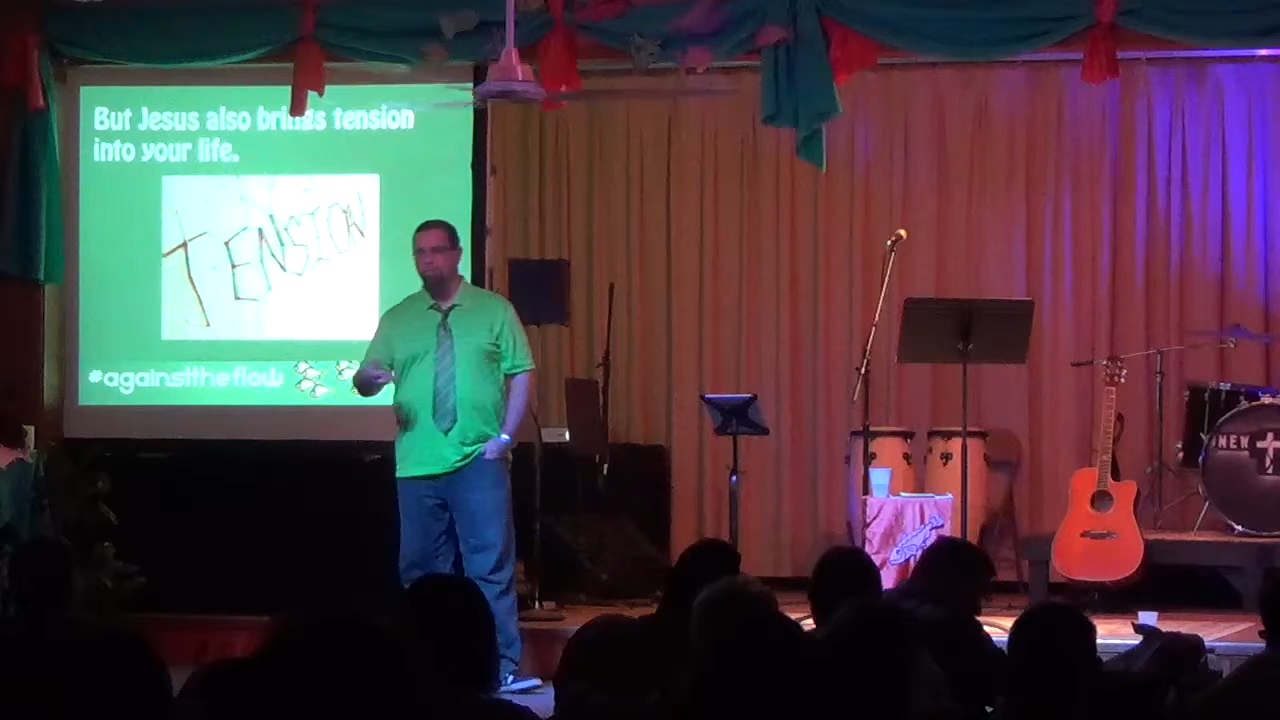 But Jesus also brings tension
into your life.
TENSION
#againsttheflow
NEW